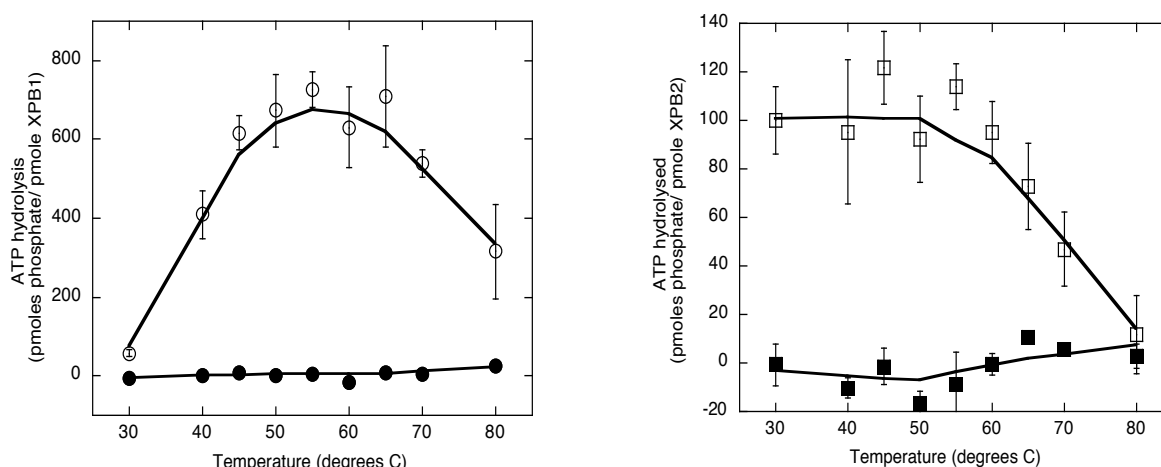 ATP hydrolysis
(pmoles phosphate/ pmole XPB1)
800
600
400
200
0
30 40 50 60 70 80
Temperature (degrees C)
ATP hydrolysed
(pmoles phosphate/ pmole XPB2)
140
120
100
80
60
40
20
0
-20
30 40 50 60 70 80
Temperature (degrees C)